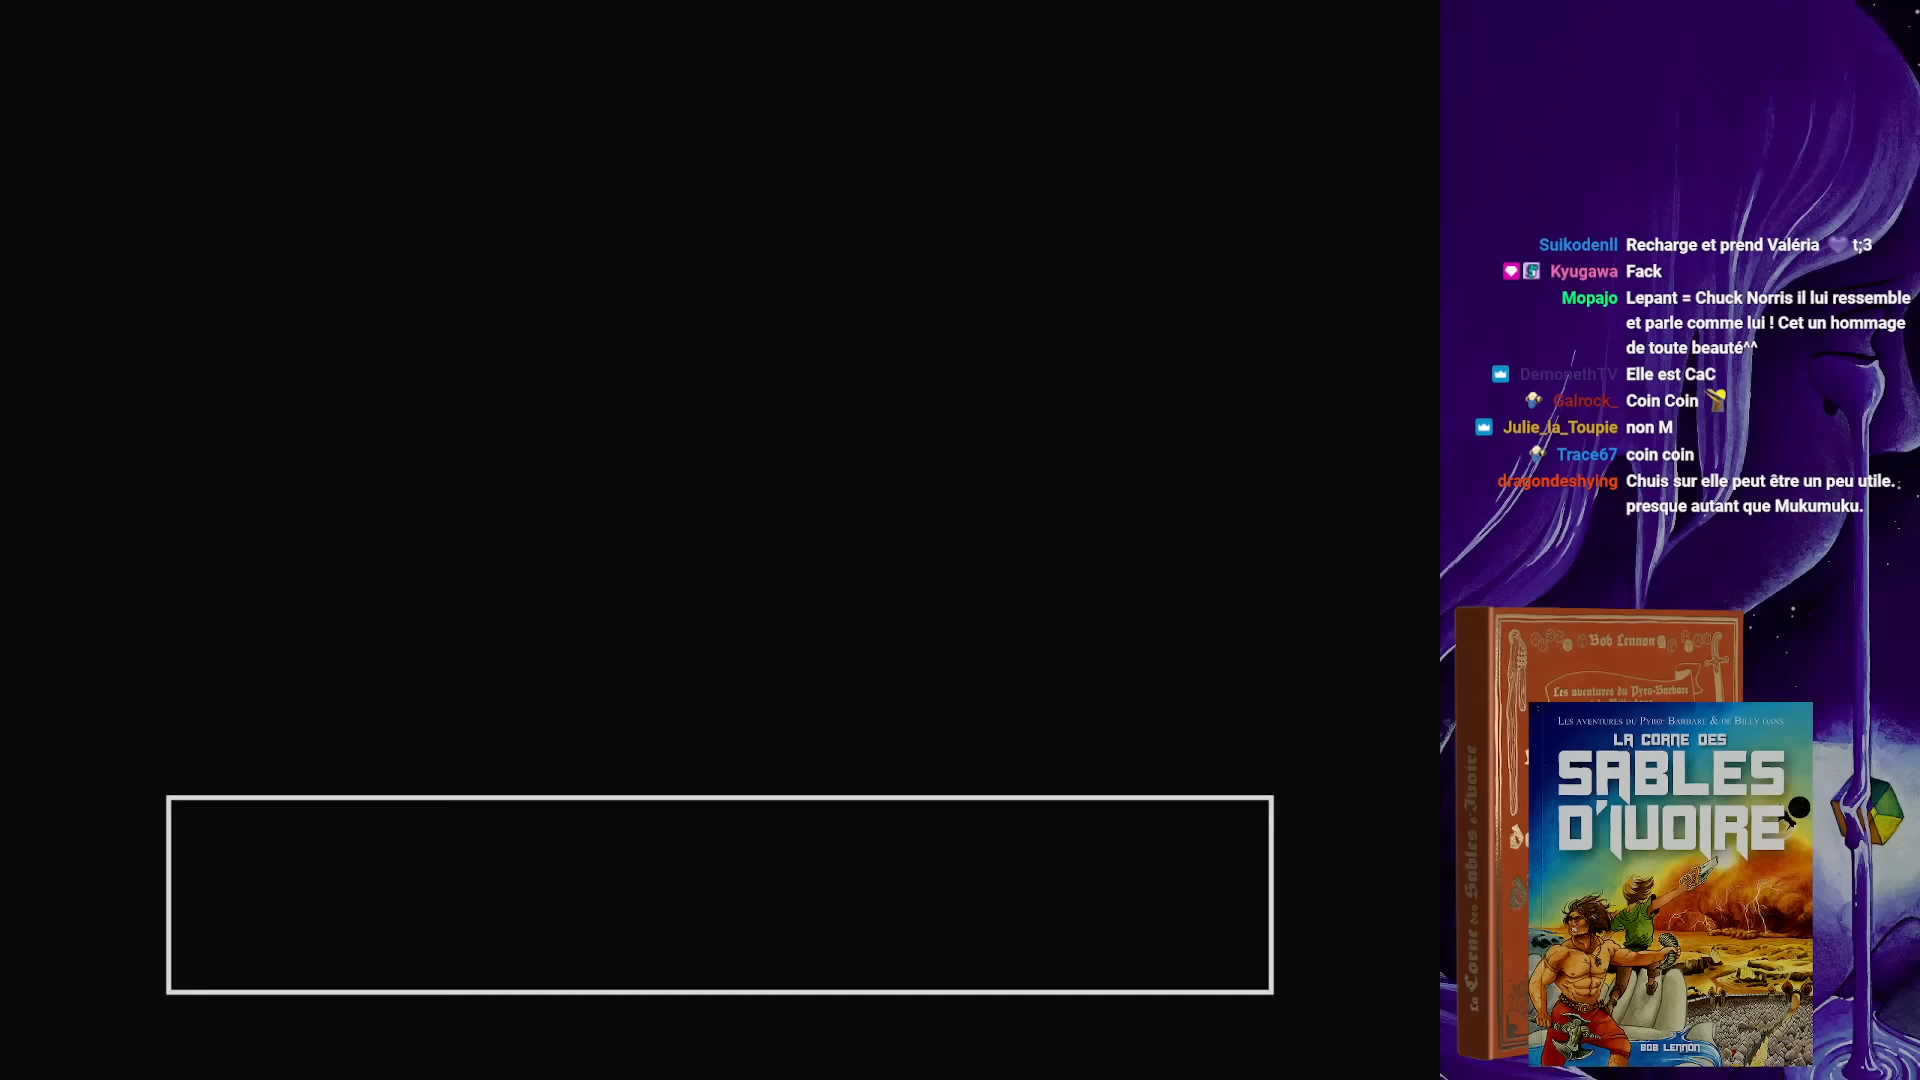 SuikodenII Recharge et prend Valéria 💜 t;3
Kyugawa Fack
Mopajo Lepant = Chuck Norris il lui ressemble
et parle comme lui ! Cet un hommage
de toute beauté^^
DemonethTV Elle est CaC
Galrock_ Coin Coin
Julie_la_Toupie non M
Trace67 coin coin
dragondeshying Chuis sur elle peut être un peu utile.
presque autant que Mukumuku.
Bob Lennon
Les aventures du Pyro-Barbare
La Corne des Sables d'Ivoire
Les aventures du Pyro-Barbare & de Billy dans
LA CORNE DES
SABLES
D'IVOIRE
BOB LENNON